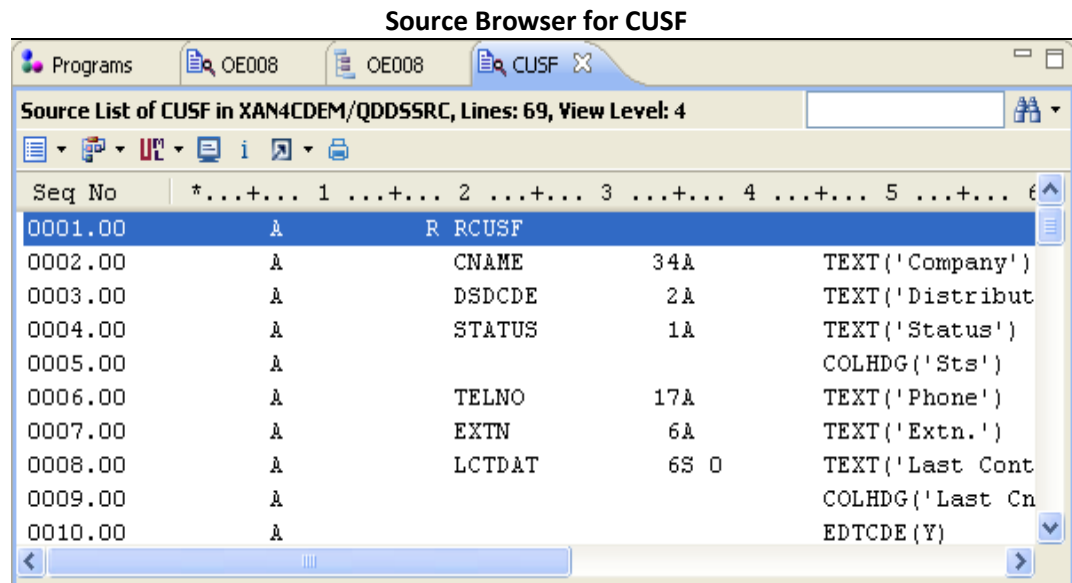 Source Browser for CUSF
Programs OE008 OE008 CUSF
Source List of CUSF in XAN4CDEM/QDDSSRC, Lines: 69, View Level: 4
Seq No *...+... 1 ...+... 2 ...+... 3 ...+... 4 ...+... 5 ...+... 6
0001.00 A R RCUSF
0002.00 A CNAME 34A TEXT('Company')
0003.00 A DSDCDE 2A TEXT('Distribut
0004.00 A STATUS 1A TEXT('Status')
0005.00 A COLHDG('Sts')
0006.00 A TELNO 17A TEXT('Phone')
0007.00 A EXTN 6A TEXT('Extn.')
0008.00 A LCTDAT 6S 0 TEXT('Last Cont
0009.00 A COLHDG('Last Cn
0010.00 A EDTCDE(Y)